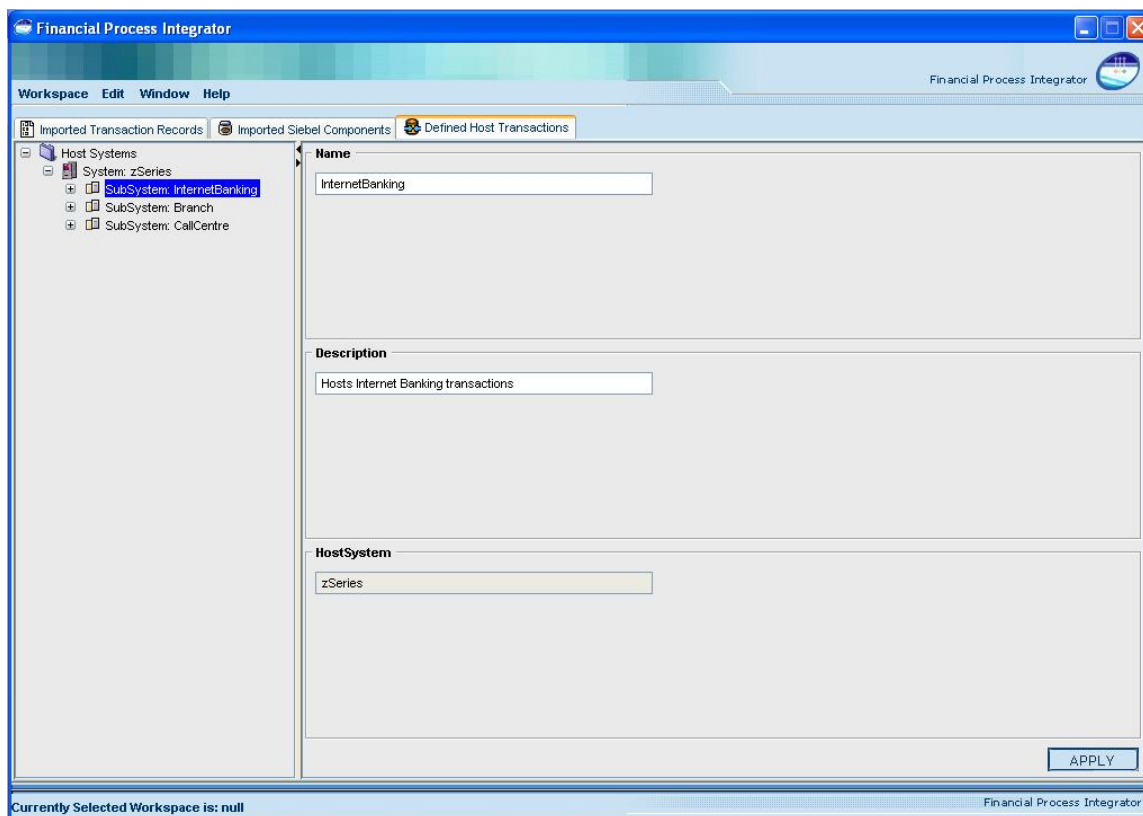 Financial Process Integrator
Financial Process Integrator
Workspace Edit Window Help
Imported Transaction Records Imported Siebel Components Defined Host Transactions
Host Systems
System: zSeries
SubSystem: InternetBanking
SubSystem: Branch
SubSystem: CallCentre
Name
InternetBanking
Description
Hosts Internet Banking transactions
HostSystem
zSeries
APPLY
Currently Selected Workspace is: null
Financial Process Integrator